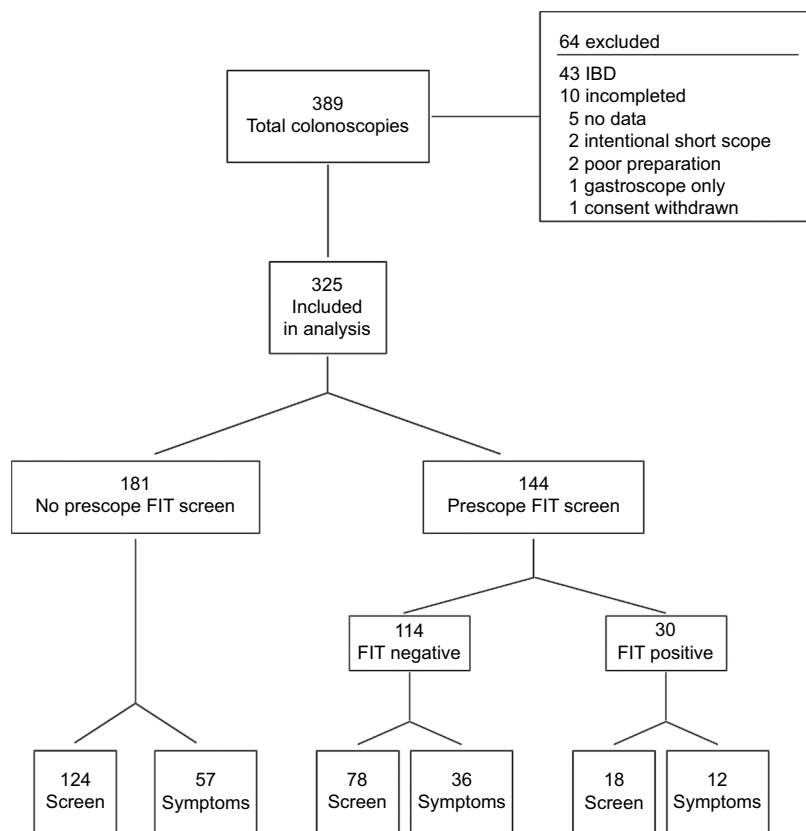 64 excluded
43 IBD
10 incompleted
5 no data
2 intentional short scope
2 poor preparation
1 gastroscope only
1 consent withdrawn
389
Total colonoscopies
325
Included
in analysis
181
No prescope FIT screen
144
Prescope FIT screen
114
FIT negative
30
FIT positive
124
Screen
57
Symptoms
78
Screen
36
Symptoms
18
Screen
12
Symptoms